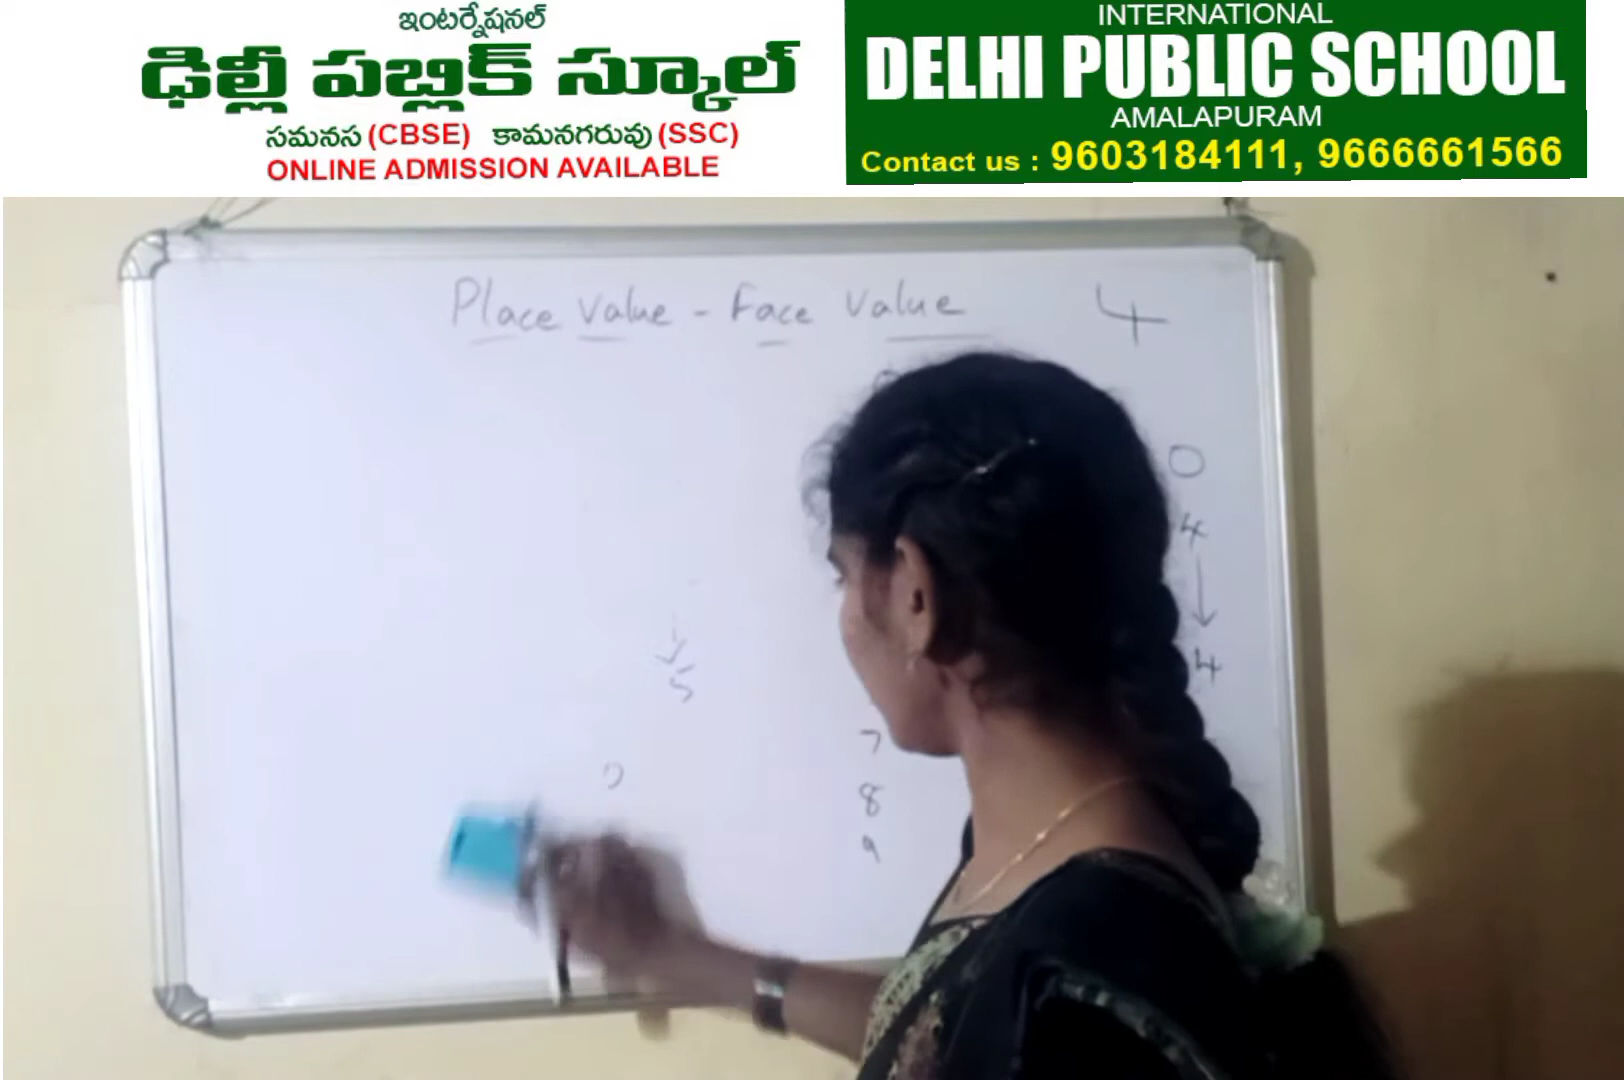 ఇంటర్నేషనల్
ఢిల్లీ పబ్లిక్ స్కూల్
సమనస (CBSE) కామనగరువు (SSC)
ONLINE ADMISSION AVAILABLE
INTERNATIONAL
DELHI PUBLIC SCHOOL
AMALAPURAM
Contact us : 9603184111, 9666661566
Place Value - Face Value
4
0
4
4
5
7
8
9